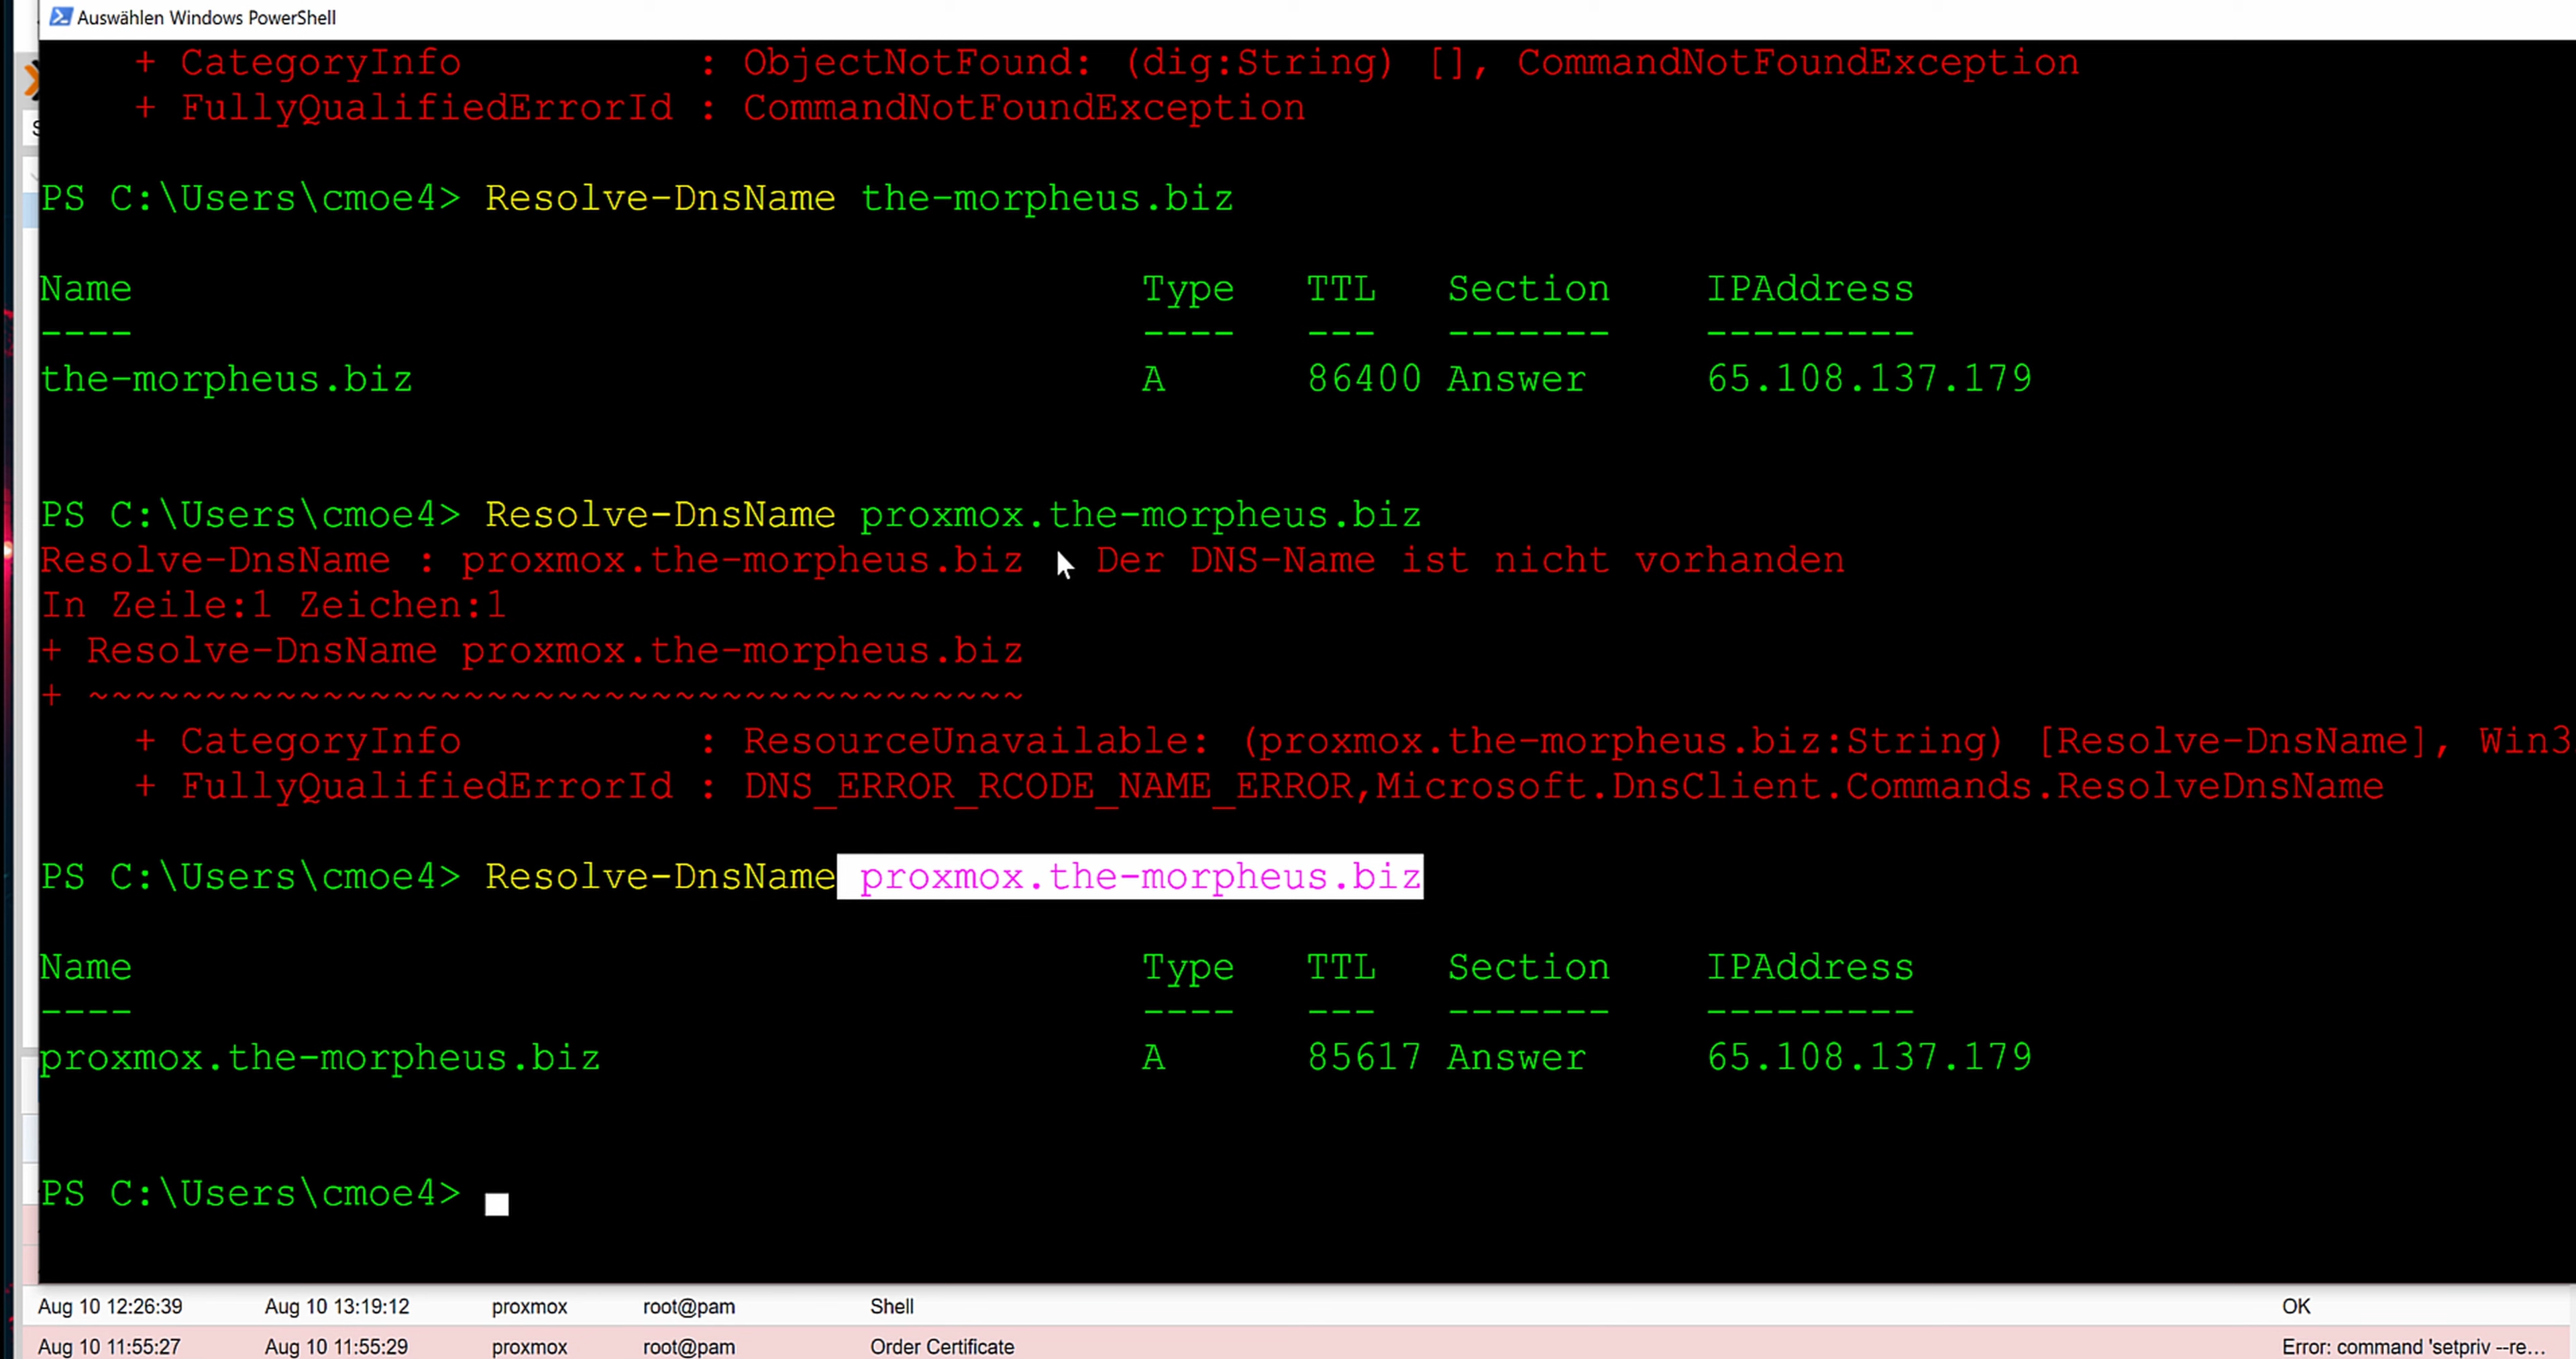 Auswählen Windows PowerShell
+ CategoryInfo : ObjectNotFound: (dig:String) [], CommandNotFoundException
+ FullyQualifiedErrorId : CommandNotFoundException
PS C:\Users\cmoe4> Resolve-DnsName the-morpheus.biz
Name Type TTL Section IPAddress
---- ---- --- ------- ---------
the-morpheus.biz A 86400 Answer 65.108.137.179
PS C:\Users\cmoe4> Resolve-DnsName proxmox.the-morpheus.biz
Resolve-DnsName : proxmox.the-morpheus.biz Der DNS-Name ist nicht vorhanden
In Zeile:1 Zeichen:1
+ Resolve-DnsName proxmox.the-morpheus.biz
+ ~~~~~~~~~~~~~~~~~~~~~~~~~~~~~~~~~~~~~~~~
+ CategoryInfo : ResourceUnavailable: (proxmox.the-morpheus.biz:String) [Resolve-DnsName], Win3
+ FullyQualifiedErrorId : DNS_ERROR_RCODE_NAME_ERROR,Microsoft.DnsClient.Commands.ResolveDnsName
PS C:\Users\cmoe4> Resolve-DnsName proxmox.the-morpheus.biz
Name Type TTL Section IPAddress
---- ---- --- ------- ---------
proxmox.the-morpheus.biz A 85617 Answer 65.108.137.179
PS C:\Users\cmoe4>
Aug 10 12:26:39 Aug 10 13:19:12 proxmox root@pam Shell OK
Aug 10 11:55:27 Aug 10 11:55:29 proxmox root@pam Order Certificate Error: command 'setpriv --re...